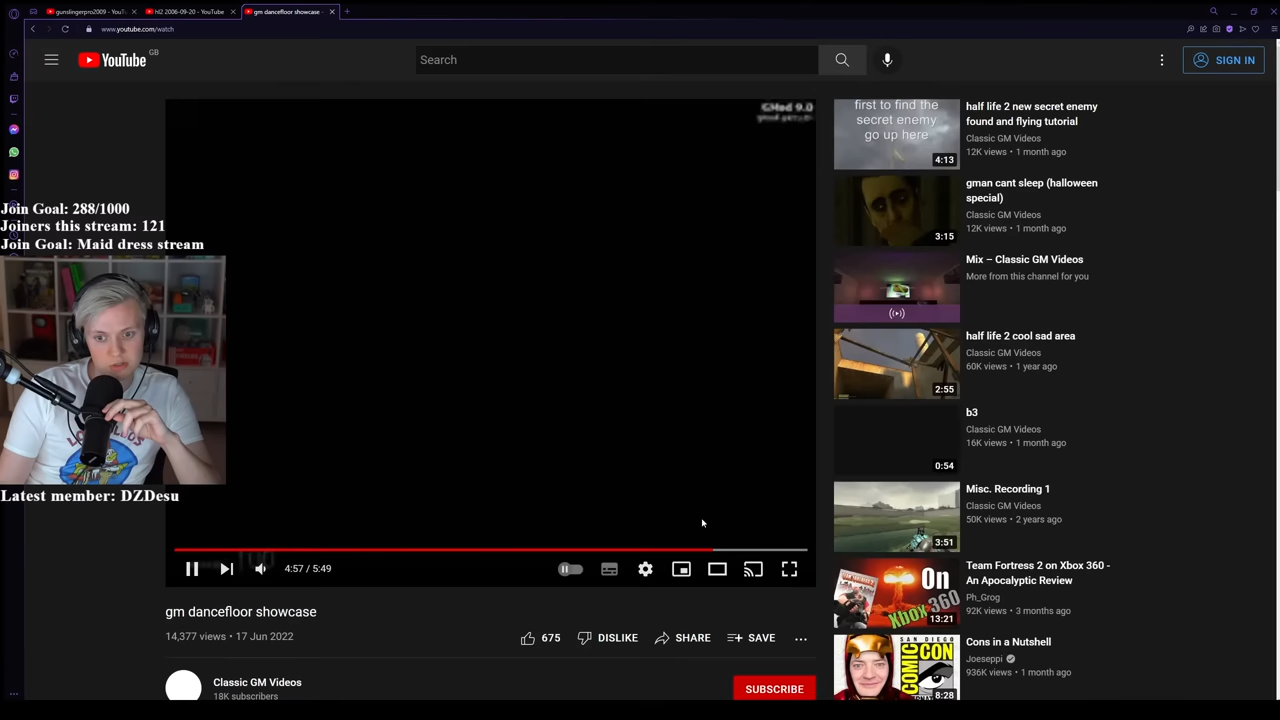 gunslingerpro2009 - YouTu
hl2 2006-09-20 - YouTube
gm dancefloor showcase -
www.youtube.com/watch
YouTube
GB
Search
SIGN IN
GMod 9.0
first to find the
secret enemy
go up here
4:13
half life 2 new secret enemy
found and flying tutorial
Classic GM Videos
12K views • 1 month ago
3:15
gman cant sleep (halloween
special)
Classic GM Videos
12K views • 1 month ago
Mix – Classic GM Videos
More from this channel for you
2:55
half life 2 cool sad area
Classic GM Videos
60K views • 1 year ago
0:54
b3
Classic GM Videos
16K views • 1 month ago
3:51
Misc. Recording 1
Classic GM Videos
50K views • 2 years ago
On
Xbox 360
13:21
Team Fortress 2 on Xbox 360 -
An Apocalyptic Review
Ph_Grog
92K views • 3 months ago
SAN DIEGO
COMIC
CON
8:28
Cons in a Nutshell
Joeseppi
936K views • 1 month ago
Join Goal: 288/1000
Joiners this stream: 121
Join Goal: Maid dress stream
Latest member: DZDesu
4:57 / 5:49
gm dancefloor showcase
14,377 views • 17 Jun 2022
675
DISLIKE
SHARE
SAVE
Classic GM Videos
18K subscribers
SUBSCRIBE